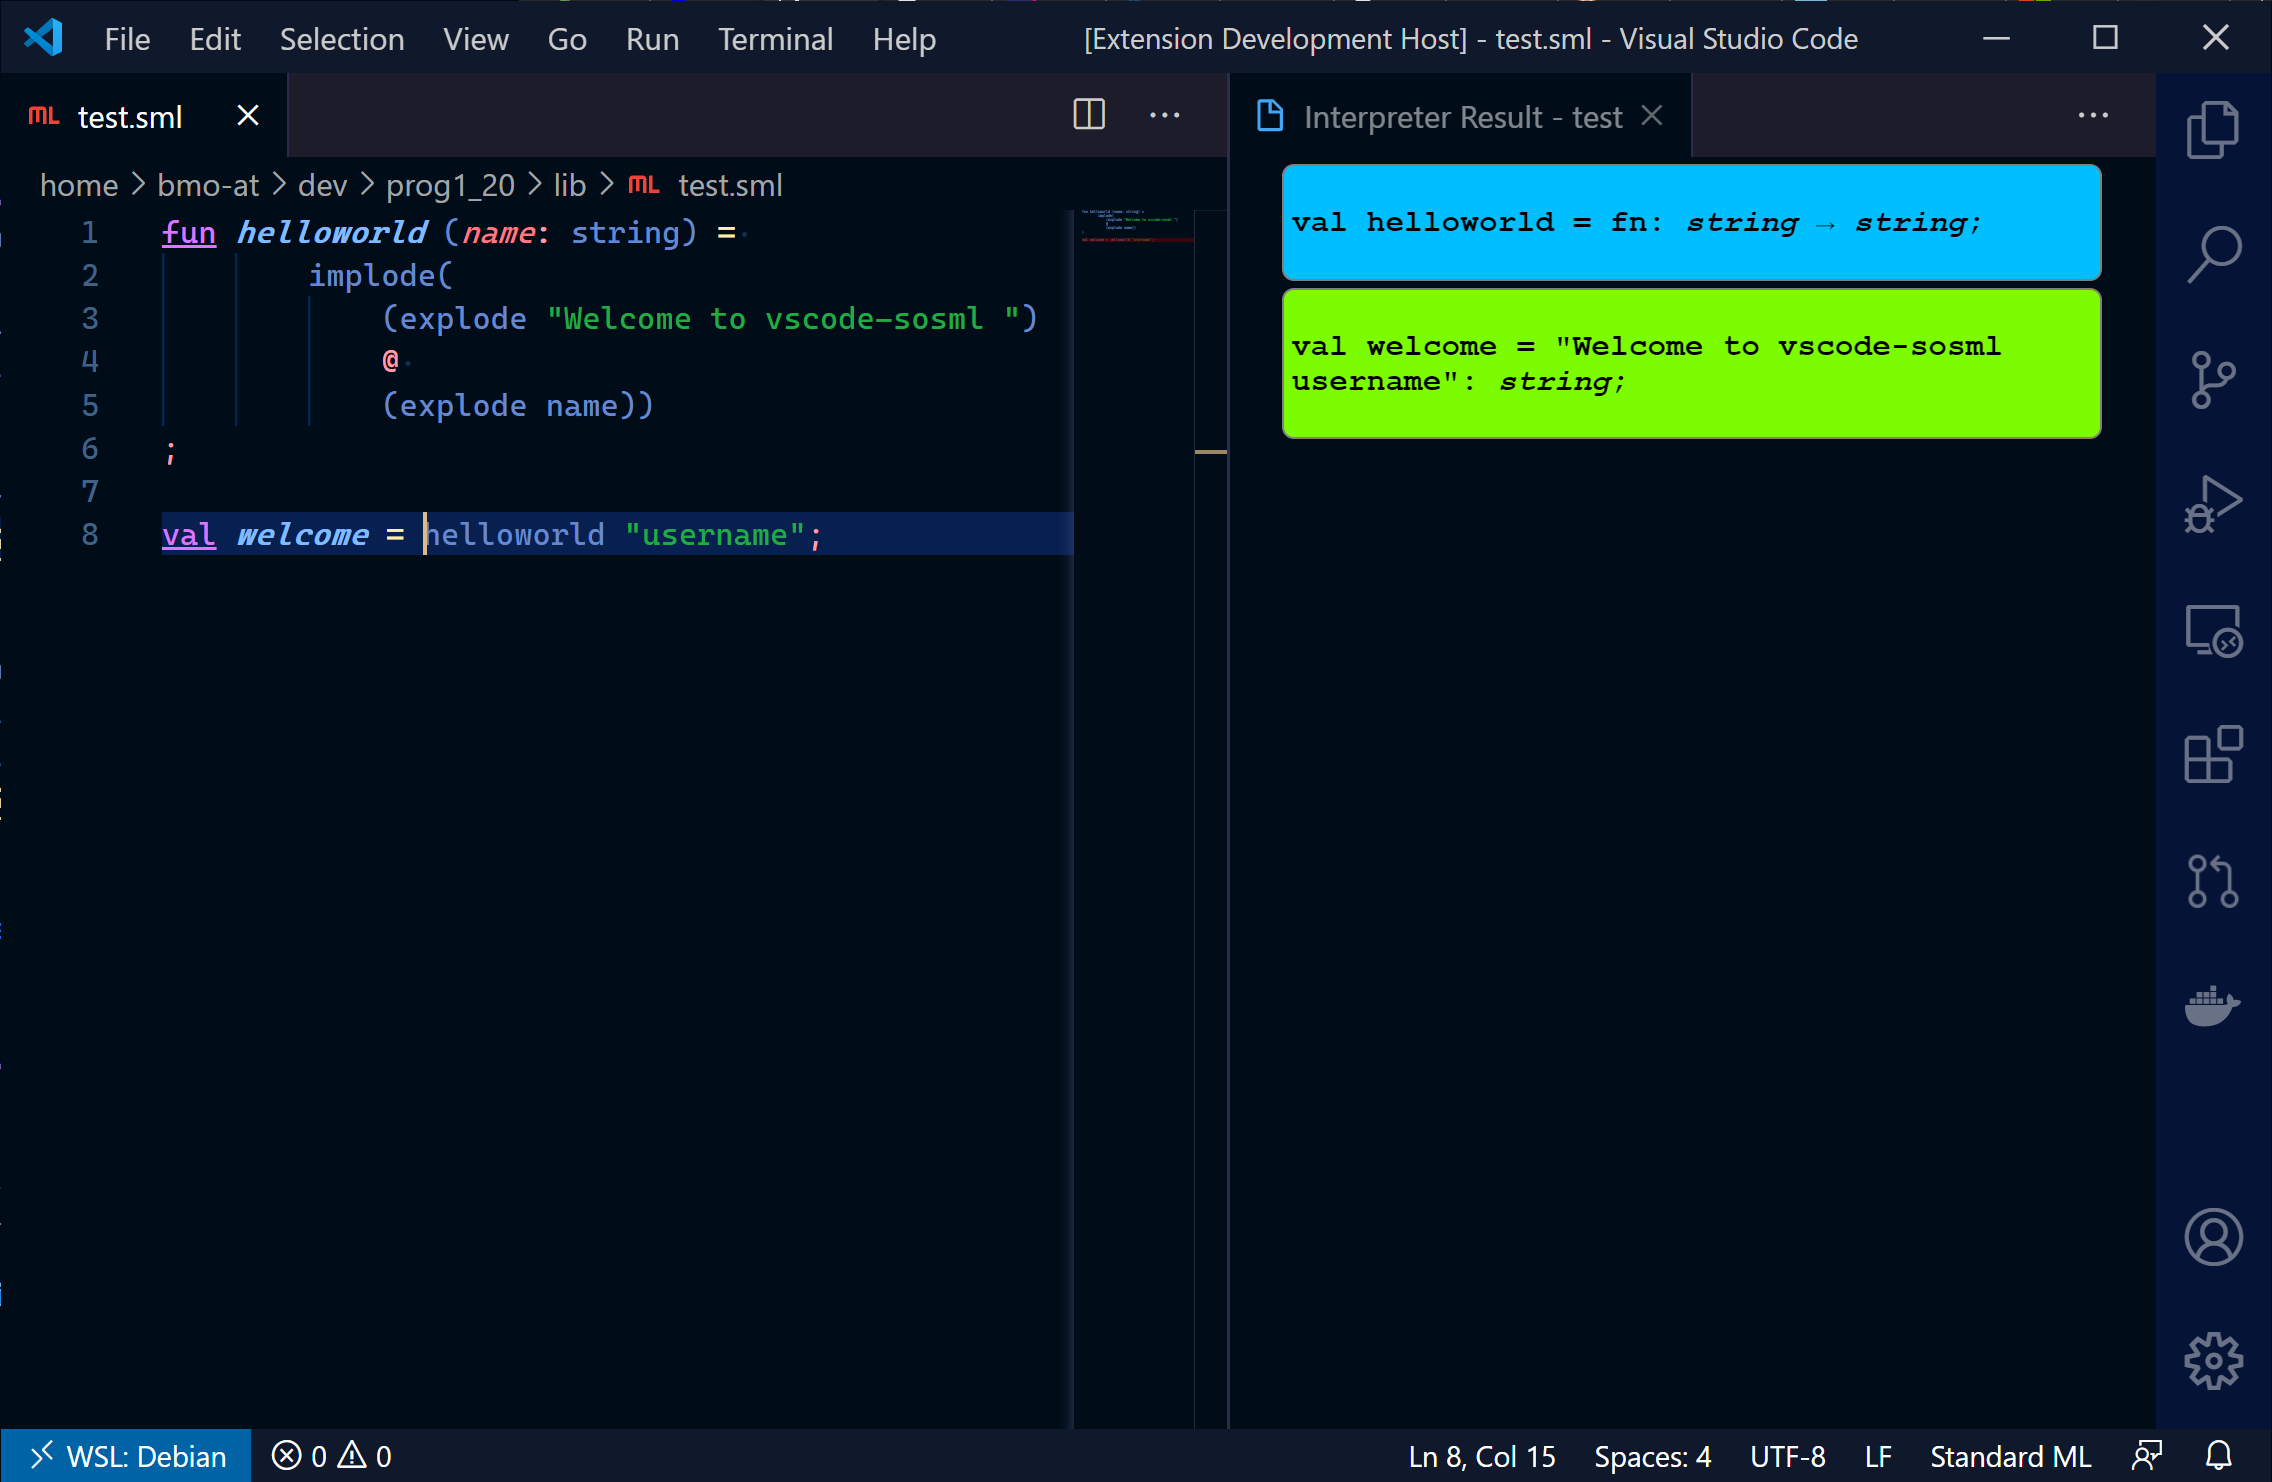 File Edit Selection View Go Run Terminal Help [Extension Development Host] - test.sml - Visual Studio Code
ML test.sml
Interpreter Result - test
home > bmo-at > dev > prog1_20 > lib > ML test.sml
1 fun helloworld (name: string) =
2 implode(
3 (explode "Welcome to vscode-sosml ")
4 @
5 (explode name))
6 ;
7
8 val welcome = helloworld "username";
val helloworld = fn: string → string;
val welcome = "Welcome to vscode-sosml
username": string;
WSL: Debian 0 0 Ln 8, Col 15 Spaces: 4 UTF-8 LF Standard ML